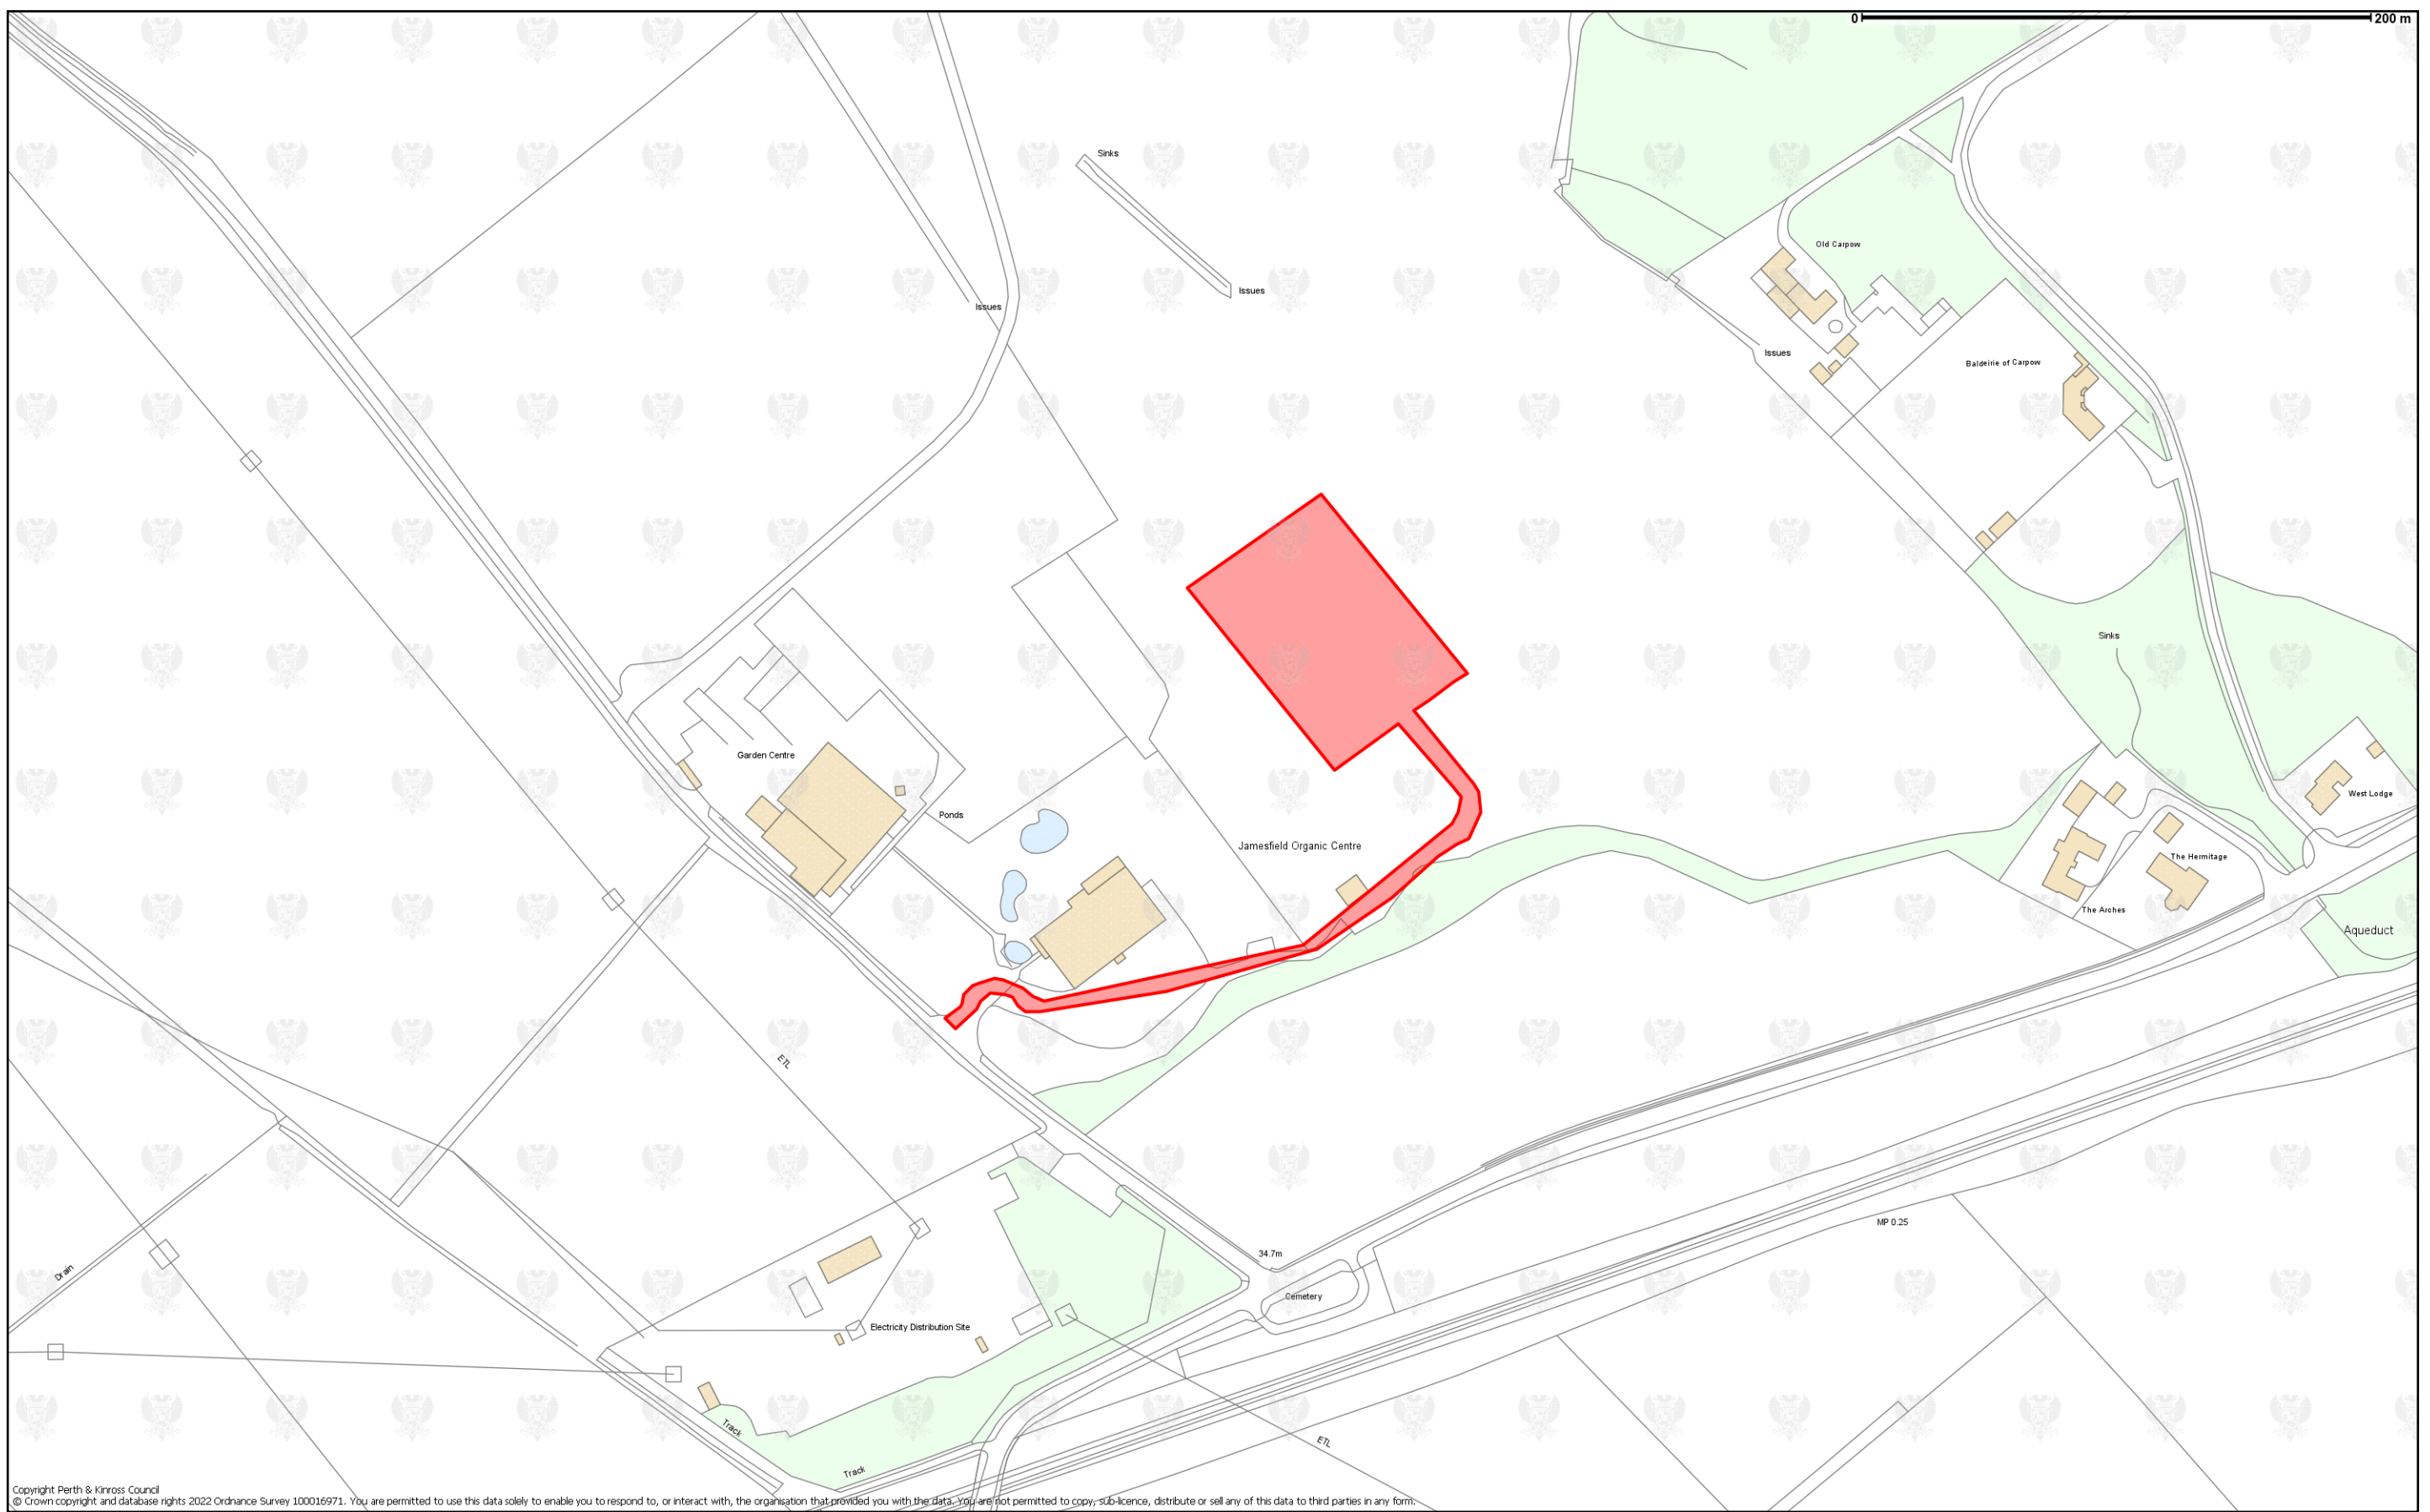 0 200 m
Sinks
Old Carpow
Issues
Issues
Issues
Baldeirie of Carpow
Sinks
Garden Centre
West Lodge
Ponds
Jamesfield Organic Centre
The Hermitage
The Arches
Aqueduct
ETL
MP 0.25
34.7m
Drain
Cemetery
Electricity Distribution Site
Track
ETL
Track
Copyright Perth & Kinross Council
© Crown copyright and database rights 2022 Ordnance Survey 100016971. You are permitted to use this data solely to enable you to respond to, or interact with, the organisation that provided you with the data. You are not permitted to copy, sub-licence, distribute or sell any of this data to third parties in any form.